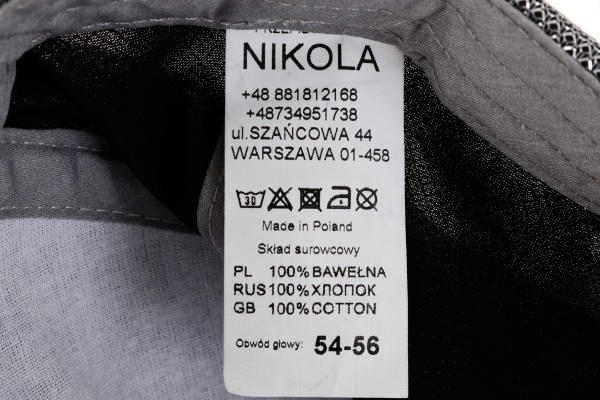 NIKOLA
+48 881812168
+48734951738
ul.SZAŃCOWA 44
WARSZAWA 01-458
30
Made in Poland
Skład surowcowy
PL 100% BAWEŁNA
RUS 100% ХЛОПОК
GB 100% COTTON
Obwód głowy: 54-56